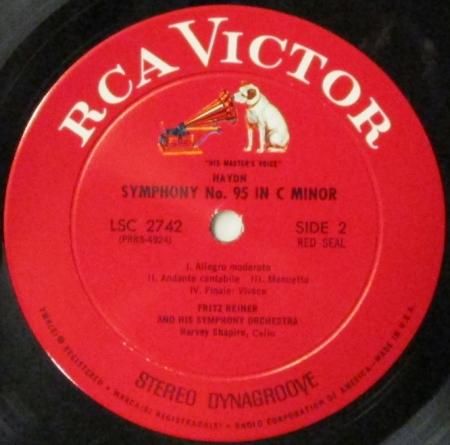 RCA VICTOR
"HIS MASTER'S VOICE"
HAYDN
SYMPHONY No. 95 IN C MINOR
LSC 2742
(PRRS-4924)
SIDE 2
RED SEAL
I. Allegro moderato
II. Andante cantabile III. Menuetto
IV. Finale: Vivace
FRITZ REINER
AND HIS SYMPHONY ORCHESTRA
Harvey Shapiro, Cello
STEREO DYNAGROOVE
TMK(S) ® REGISTERED • MARCA(S) REGISTRADA(S) • RADIO CORPORATION OF AMERICA—MADE IN U.S.A.